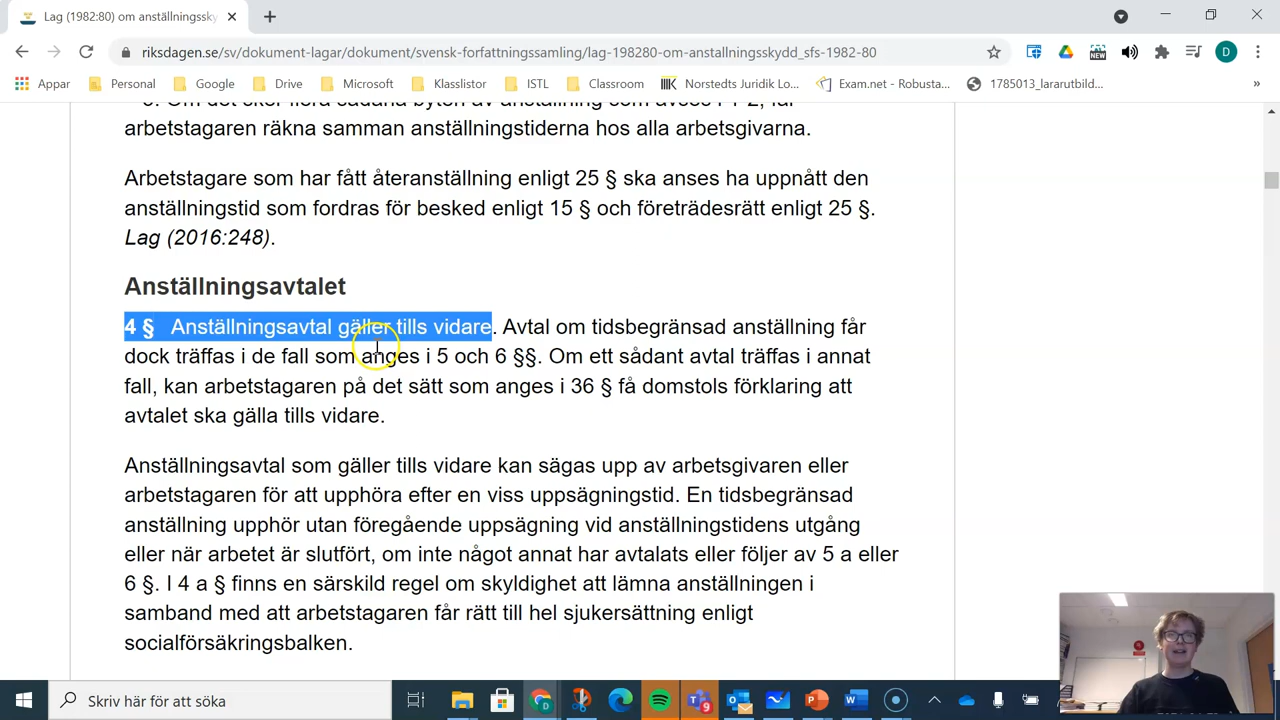 Lag (1982:80) om anställningssky
riksdagen.se/sv/dokument-lagar/dokument/svensk-forfattningssamling/lag-198280-om-anstallningsskydd_sfs-1982-80
NEW
D
Appar
Personal
Google
Drive
Microsoft
Klasslistor
ISTL
Classroom
Norstedts Juridik Lo...
Exam.net - Robusta...
1785013_lararutbild...
»
arbetstagaren räkna samman anställningstiderna hos alla arbetsgivarna.
Arbetstagare som har fått återanställning enligt 25 § ska anses ha uppnått den
anställningstid som fordras för besked enligt 15 § och företrädesrätt enligt 25 §.
Lag (2016:248).
Anställningsavtalet
4 § Anställningsavtal gäller tills vidare. Avtal om tidsbegränsad anställning får
dock träffas i de fall som anges i 5 och 6 §§. Om ett sådant avtal träffas i annat
fall, kan arbetstagaren på det sätt som anges i 36 § få domstols förklaring att
avtalet ska gälla tills vidare.
Anställningsavtal som gäller tills vidare kan sägas upp av arbetsgivaren eller
arbetstagaren för att upphöra efter en viss uppsägningstid. En tidsbegränsad
anställning upphör utan föregående uppsägning vid anställningstidens utgång
eller när arbetet är slutfört, om inte något annat har avtalats eller följer av 5 a eller
6 §. I 4 a § finns en särskild regel om skyldighet att lämna anställningen i
samband med att arbetstagaren får rätt till hel sjukersättning enligt
socialförsäkringsbalken.
Skriv här för att söka
9